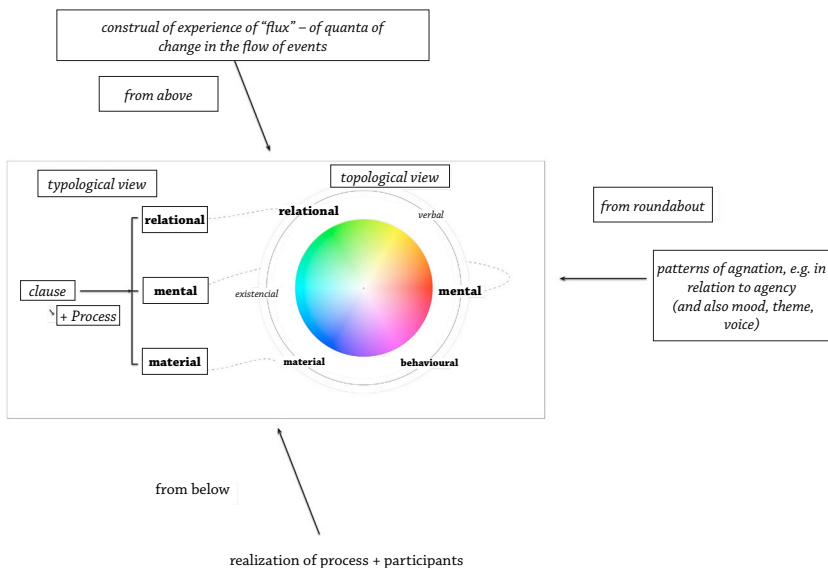 construal of experience of “flux” – of quanta of
change in the flow of events
from above
typological view
topological view
relational
relational
verbal
from roundabout
clause
+ Process
mental
existencial
mental
patterns of agnation, e.g. in
relation to agency
(and also mood, theme,
voice)
material
material
behavioural
from below
realization of process + participants